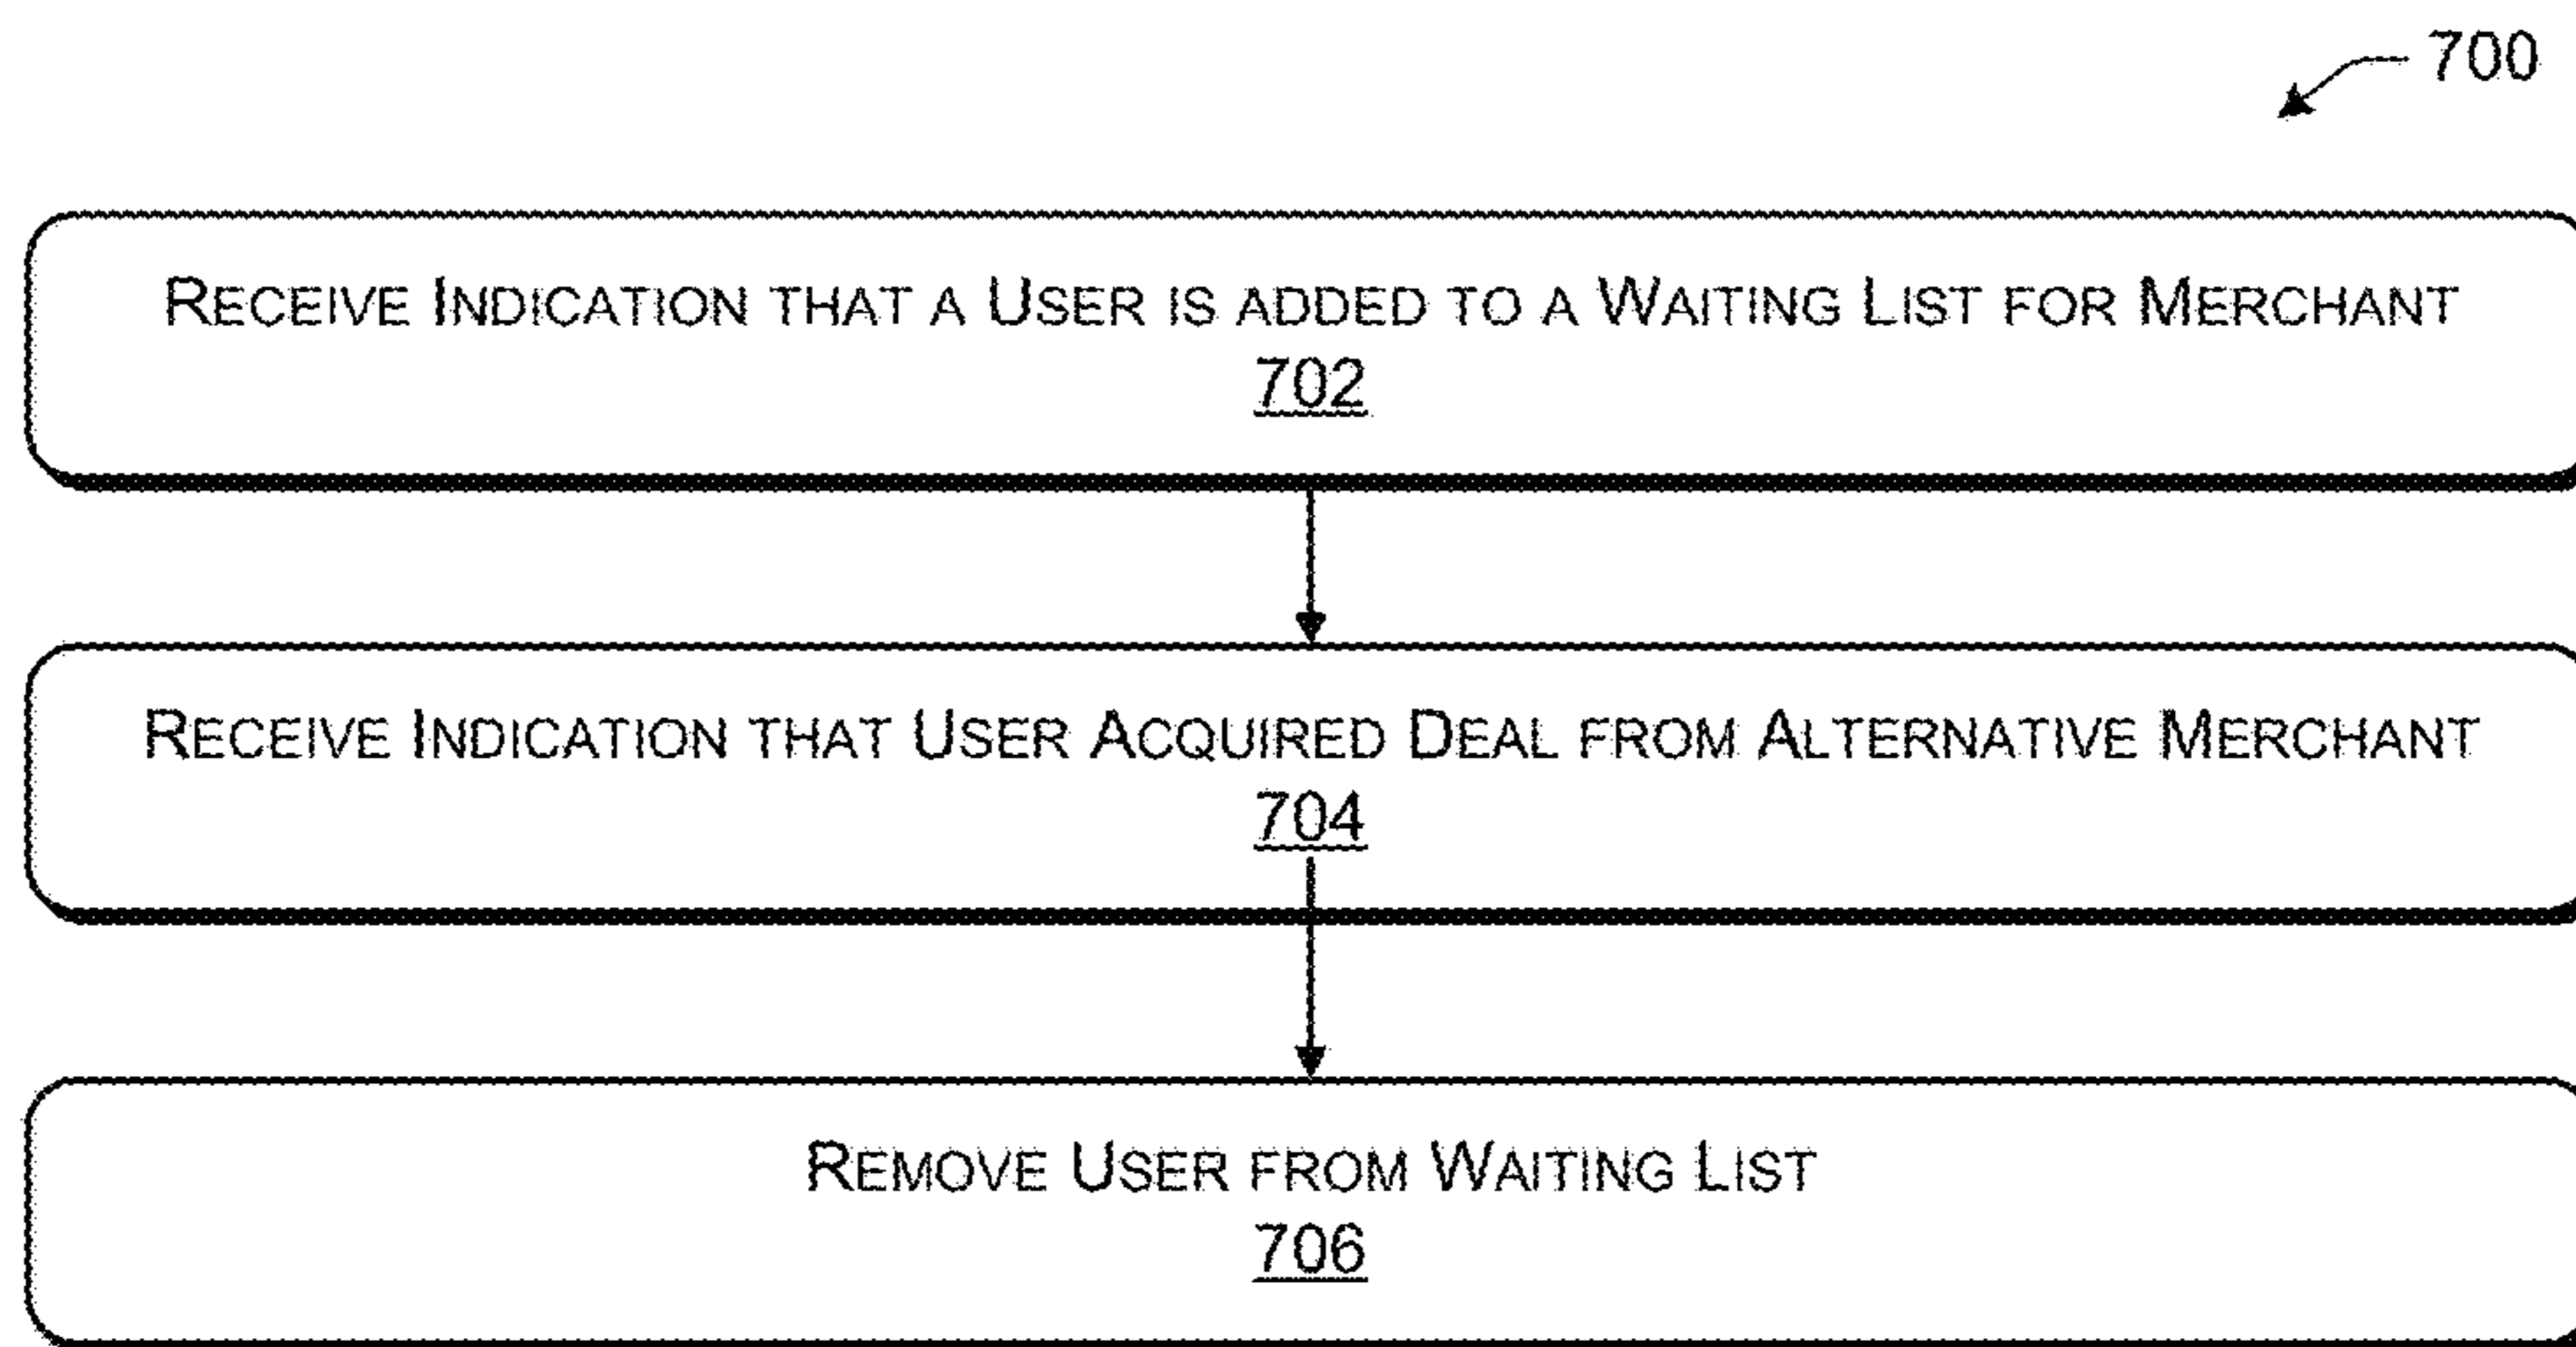 700
RECEIVE INDICATION THAT A USER IS ADDED TO A WAITING LIST FOR MERCHANT
702
RECEIVE INDICATION THAT USER ACQUIRED DEAL FROM ALTERNATIVE MERCHANT
704
REMOVE USER FROM WAITING LIST
706